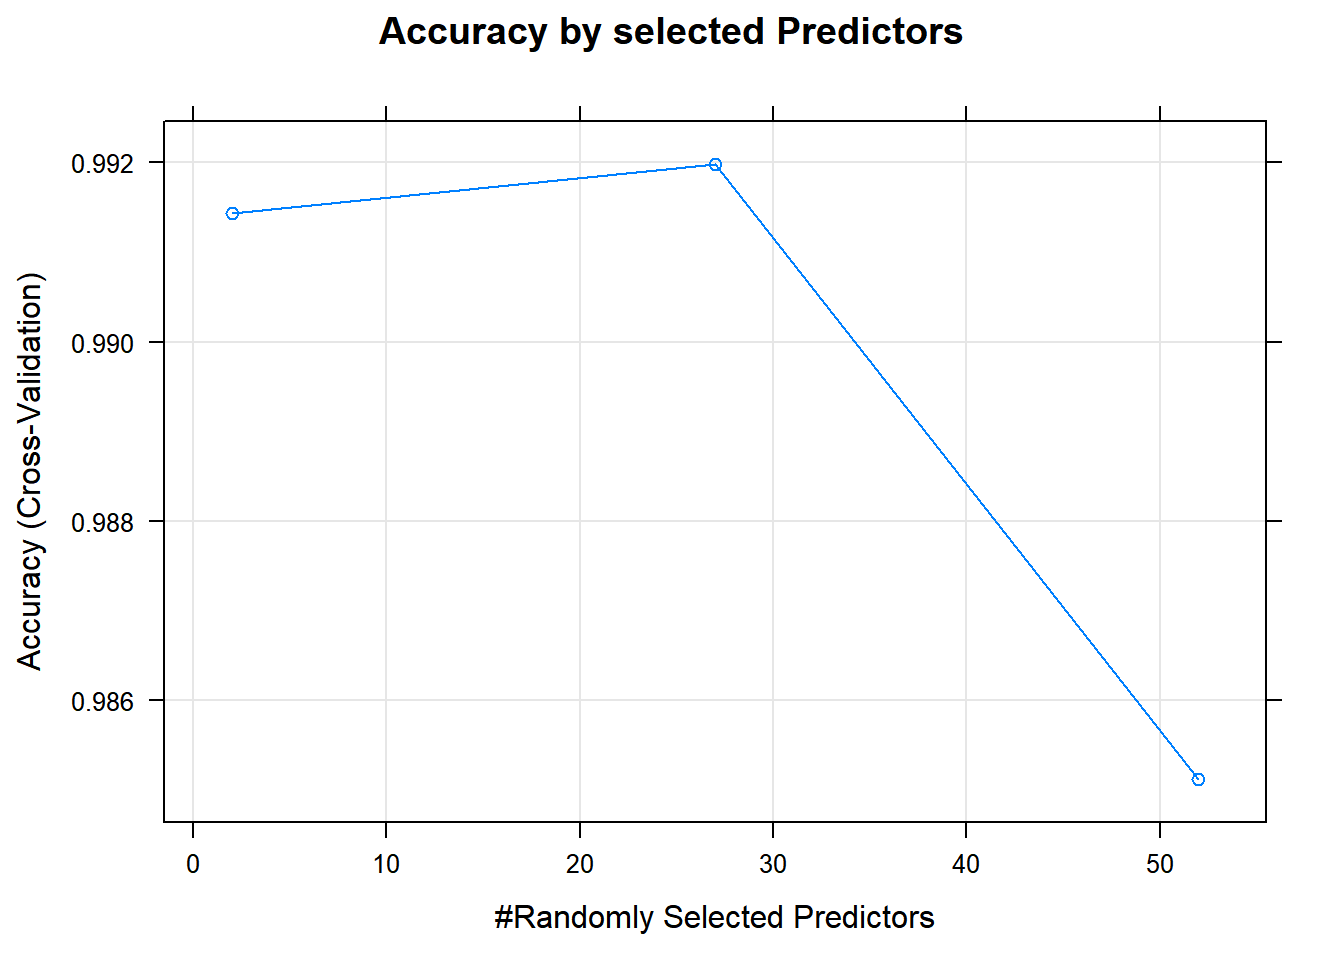 Accuracy by selected Predictors
0.992
0.990
0.988
0.986
Accuracy (Cross-Validation)
0 10 20 30 40 50
#Randomly Selected Predictors